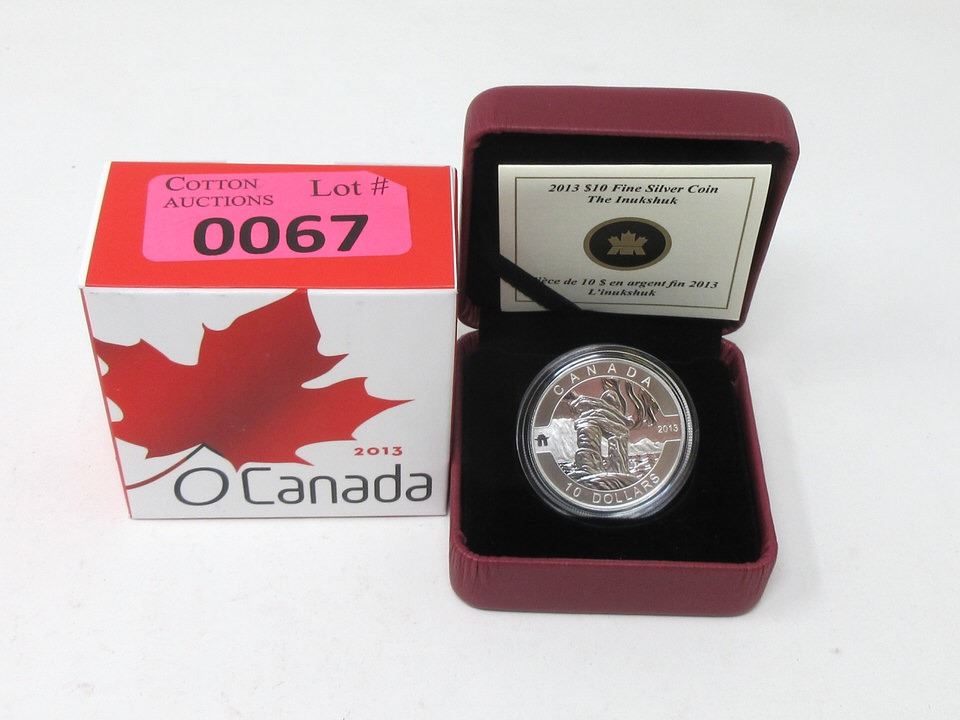 COTTON
AUCTIONS
Lot #
0067
2013
O Canada
2013 $10 Fine Silver Coin
The Inukshuk
Pièce de 10 $ en argent fin 2013
L'inukshuk
CANADA
2013
10 DOLLARS